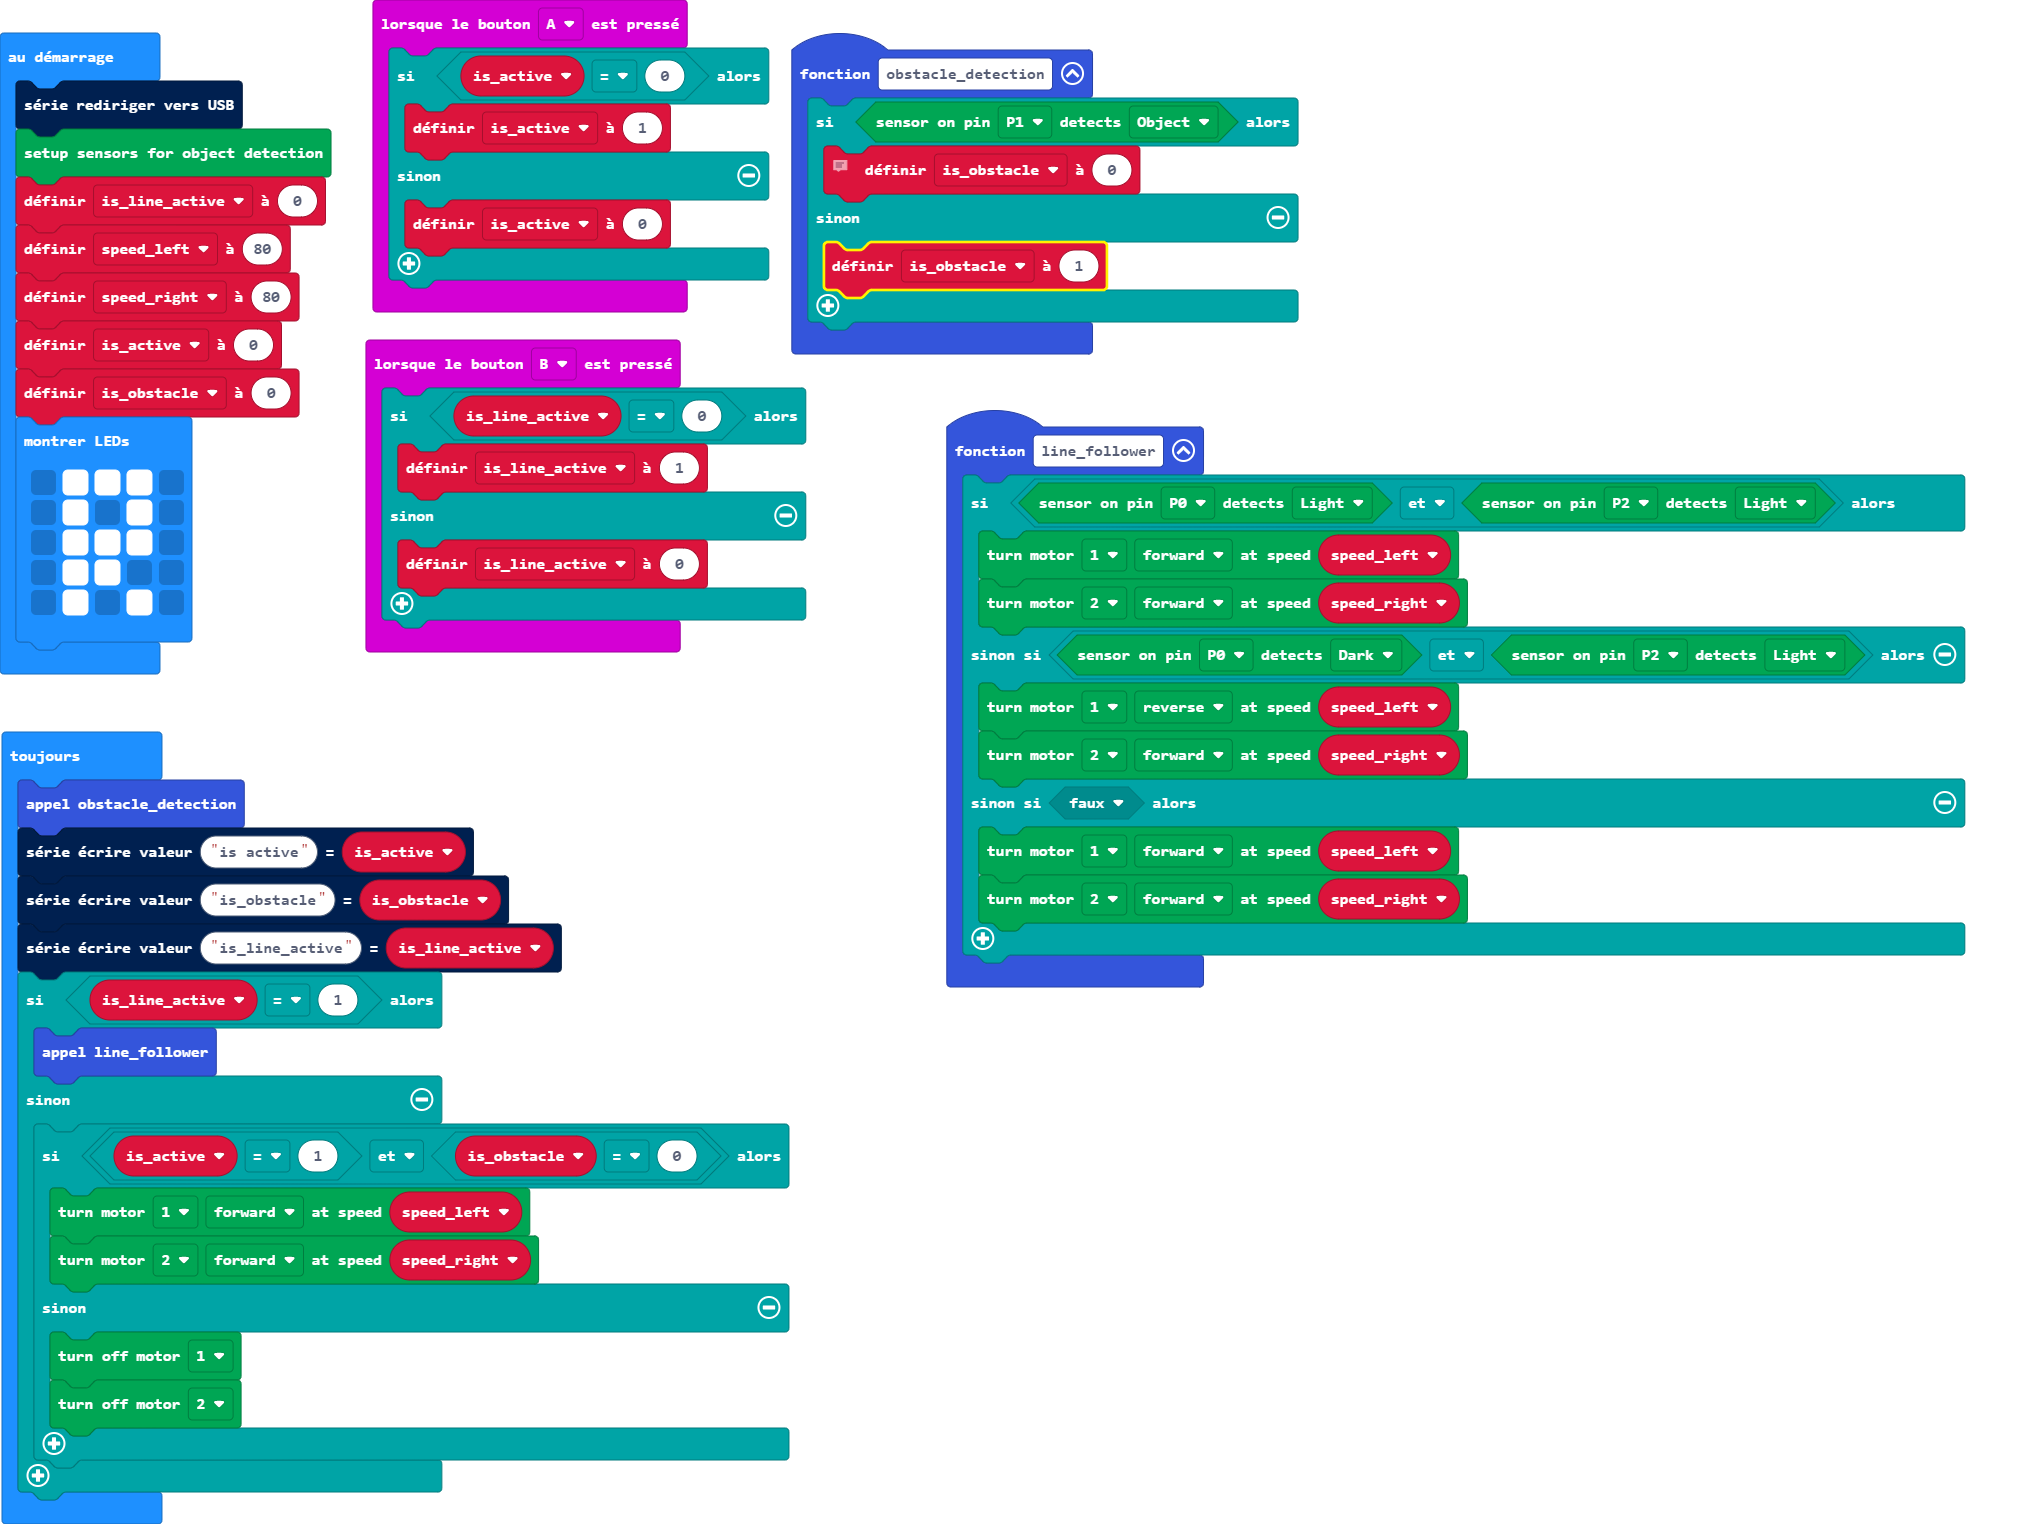 au démarrage
série rediriger vers USB
setup sensors for object detection
définir is_line_active à 0
définir speed_left à 80
définir speed_right à 80
définir is_active à 0
définir is_obstacle à 0
montrer LEDs
lorsque le bouton A est pressé
si is_active = 0 alors
définir is_active à 1
sinon
définir is_active à 0
lorsque le bouton B est pressé
si is_line_active = 0 alors
définir is_line_active à 1
sinon
définir is_line_active à 0
fonction obstacle_detection
si sensor on pin P1 detects Object alors
définir is_obstacle à 0
sinon
définir is_obstacle à 1
fonction line_follower
si sensor on pin P0 detects Light et sensor on pin P2 detects Light alors
turn motor 1 forward at speed speed_left
turn motor 2 forward at speed speed_right
sinon si sensor on pin P0 detects Dark et sensor on pin P2 detects Light alors
turn motor 1 reverse at speed speed_left
turn motor 2 forward at speed speed_right
sinon si faux alors
turn motor 1 forward at speed speed_left
turn motor 2 forward at speed speed_right
toujours
appel obstacle_detection
série écrire valeur "is active" = is_active
série écrire valeur "is_obstacle" = is_obstacle
série écrire valeur "is_line_active" = is_line_active
si is_line_active = 1 alors
appel line_follower
sinon
si is_active = 1 et is_obstacle = 0 alors
turn motor 1 forward at speed speed_left
turn motor 2 forward at speed speed_right
sinon
turn off motor 1
turn off motor 2